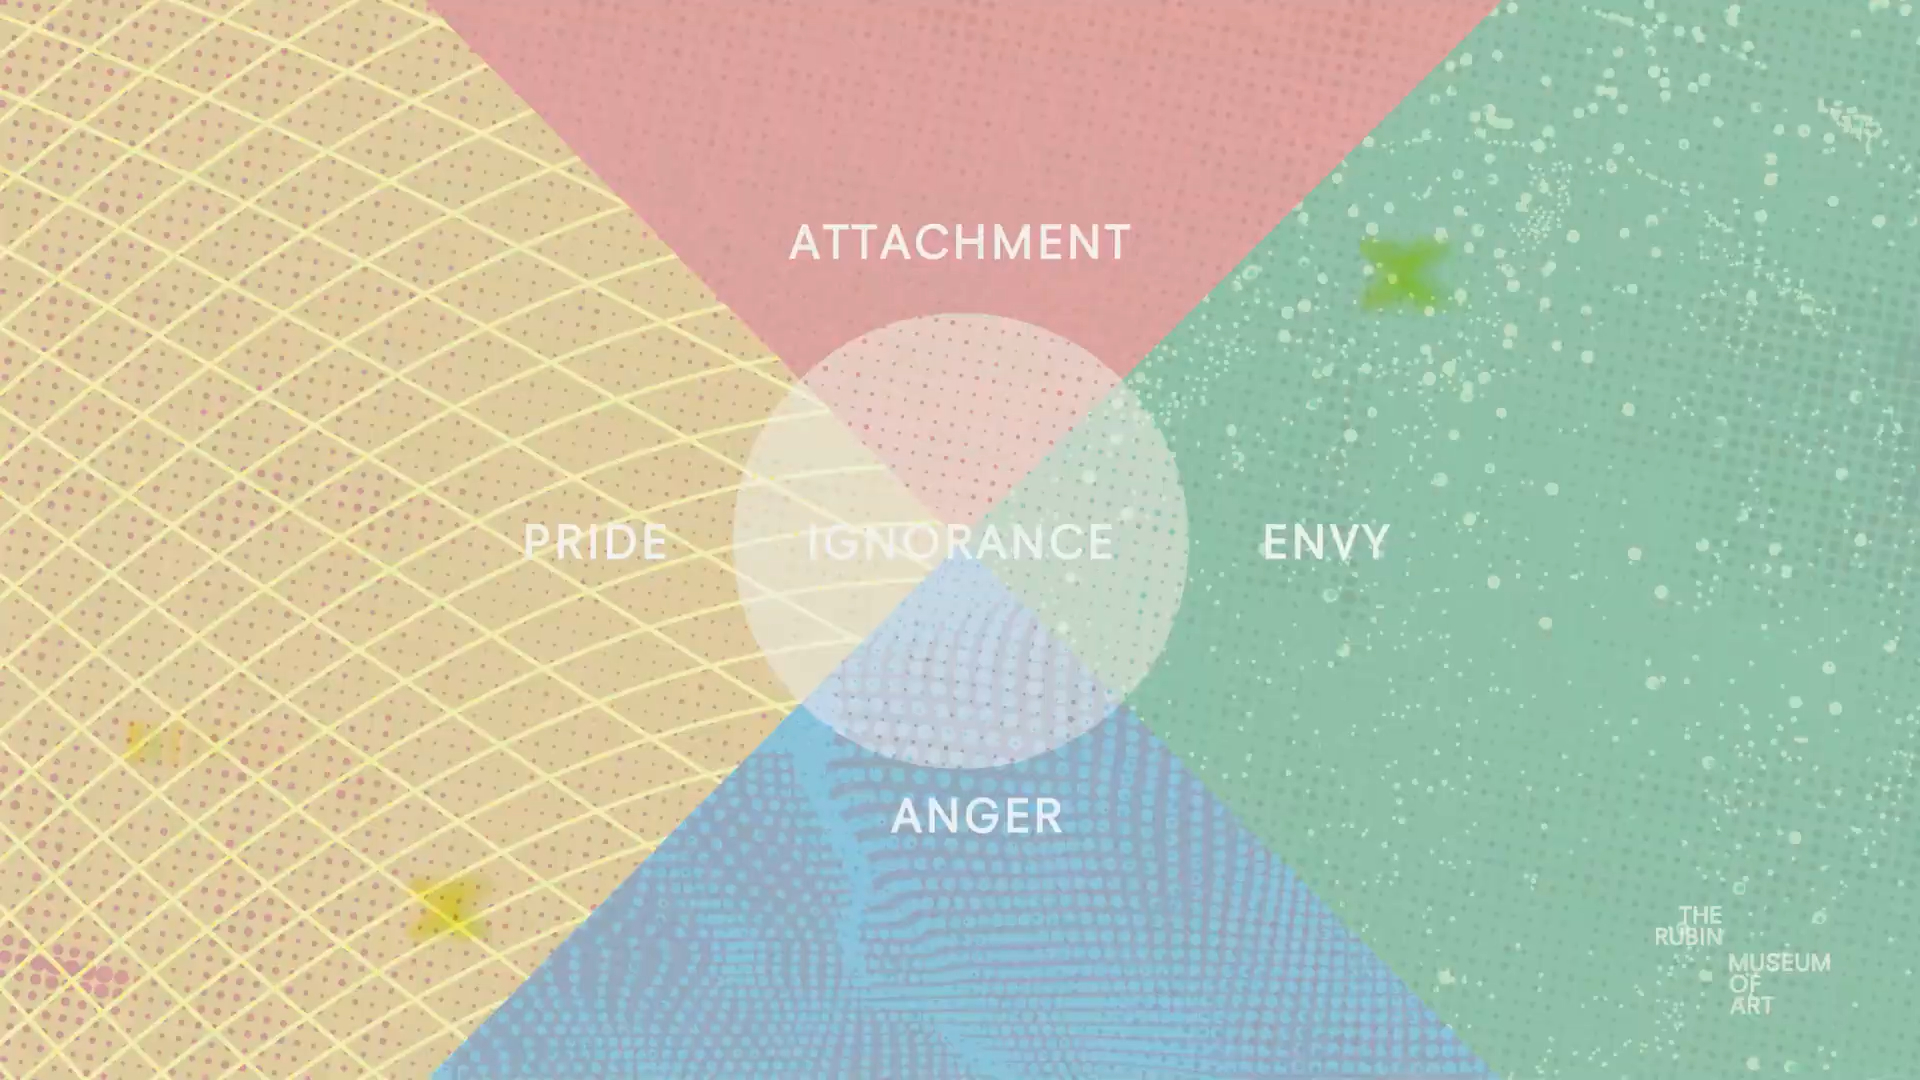 ATTACHMENT
PRIDE
IGNORANCE
ENVY
ANGER
THE
RUBIN
MUSEUM
OF
ART